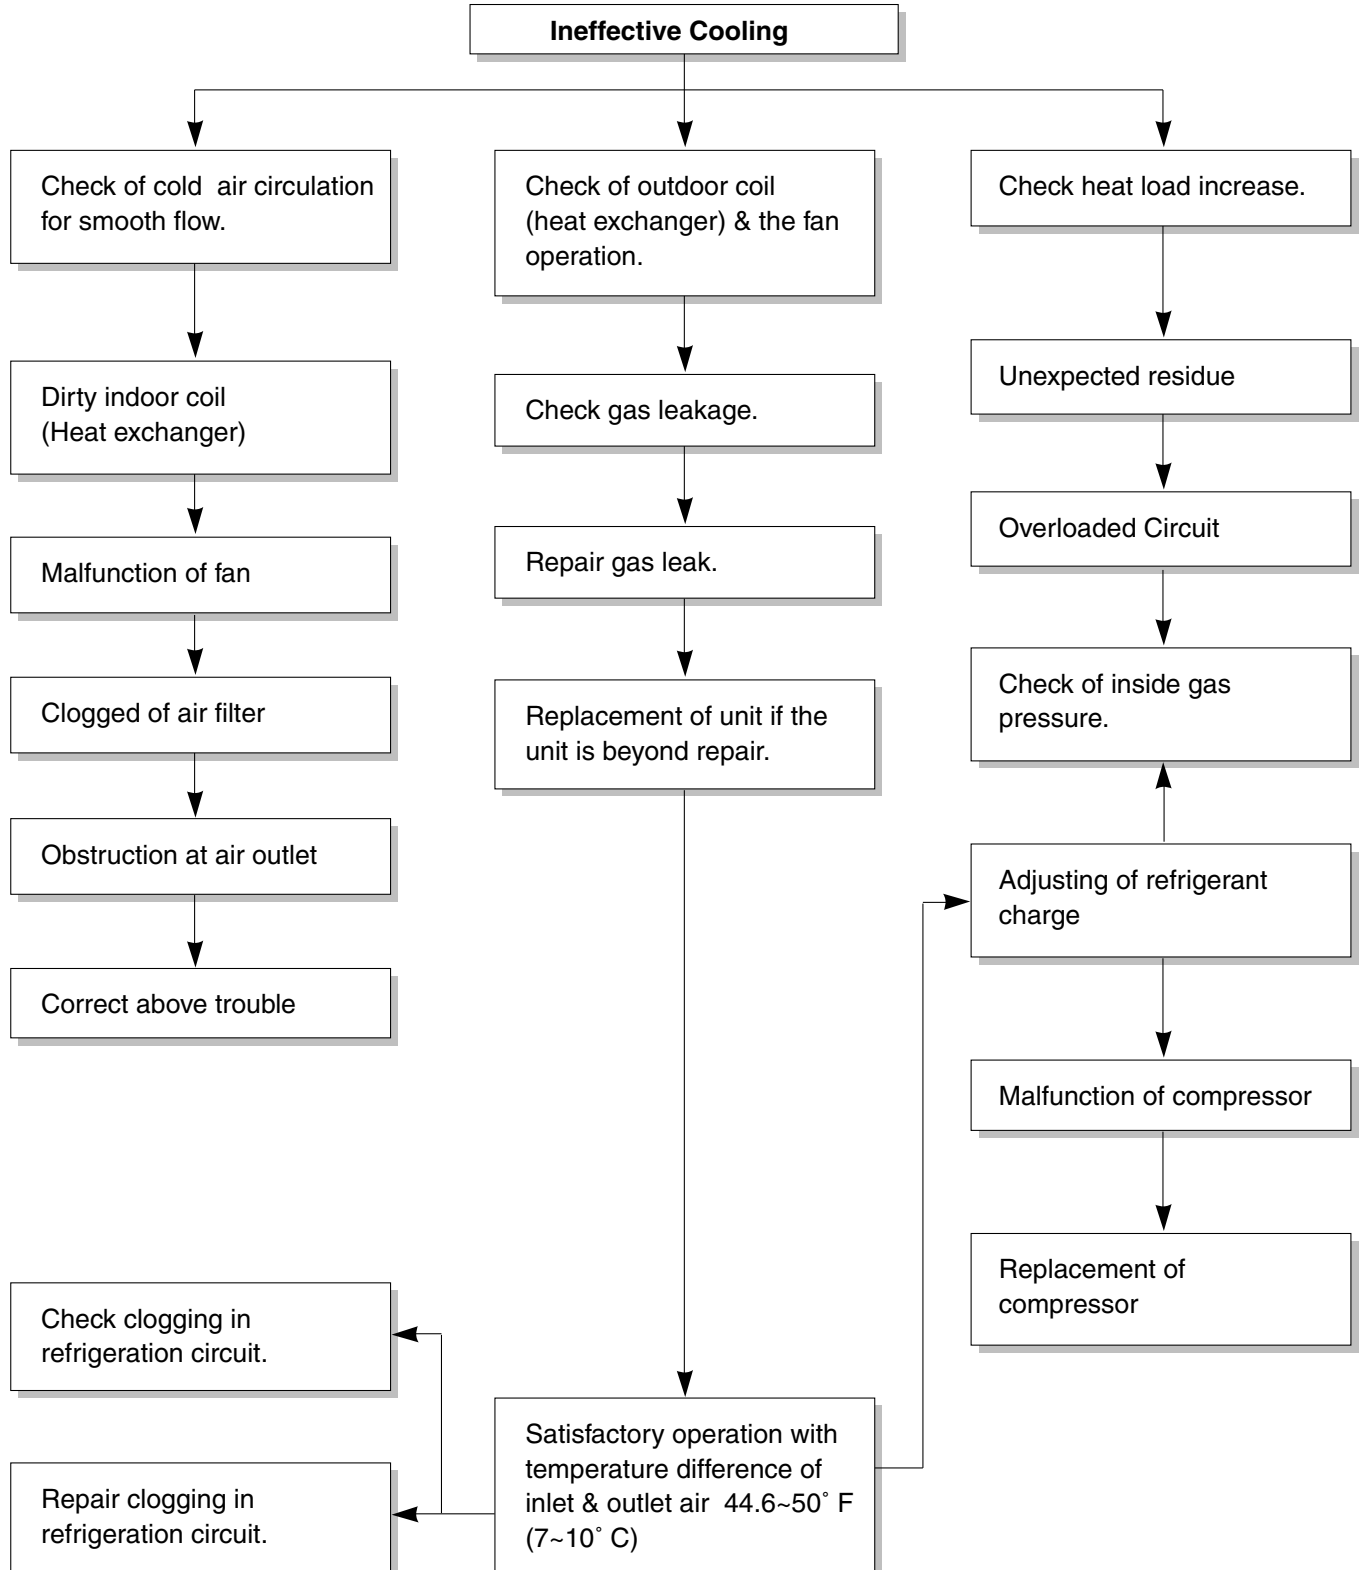 Ineffective Cooling
Check of cold air circulation
for smooth flow.
Dirty indoor coil
(Heat exchanger)
Malfunction of fan
Clogged of air filter
Obstruction at air outlet
Correct above trouble
Check of outdoor coil
(heat exchanger) & the fan
operation.
Check gas leakage.
Repair gas leak.
Replacement of unit if the
unit is beyond repair.
Satisfactory operation with
temperature difference of
inlet & outlet air 44.6~50˚ F
(7~10˚ C)
Check clogging in
refrigeration circuit.
Repair clogging in
refrigeration circuit.
Check heat load increase.
Unexpected residue
Overloaded Circuit
Check of inside gas
pressure.
Adjusting of refrigerant
charge
Malfunction of compressor
Replacement of
compressor